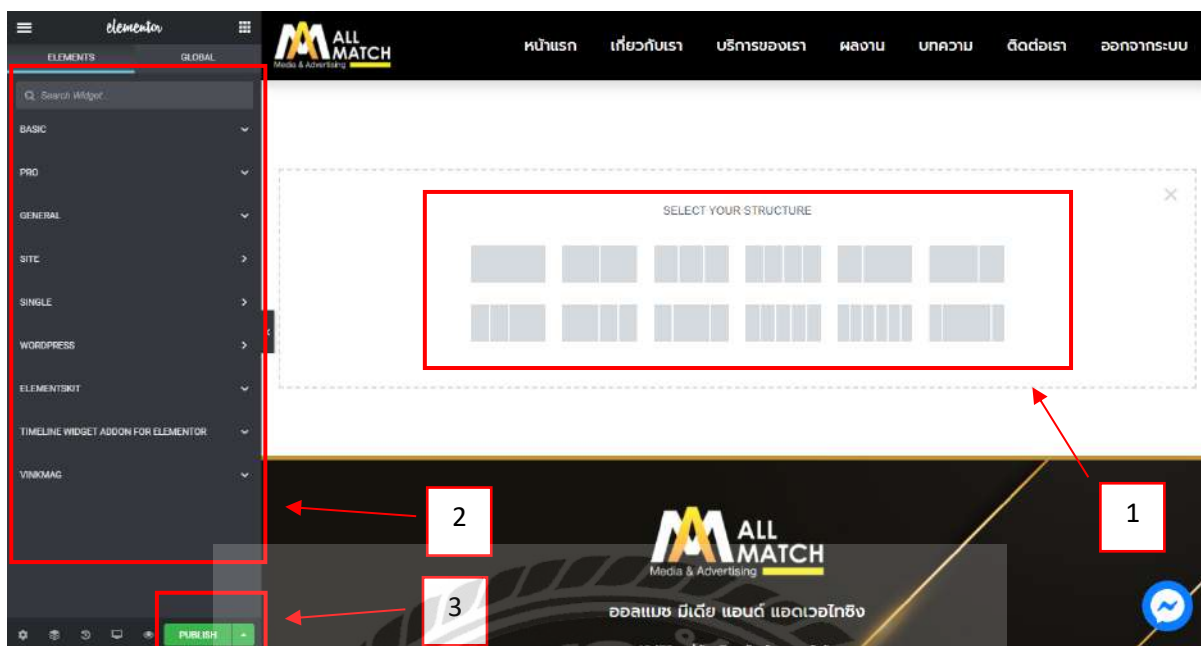 elementor
ELEMENTS GLOBAL
Search Widget...
BASIC
PRO
GENERAL
SITE
SINGLE
WORDPRESS
ELEMENTSKIT
TIMELINE WIDGET ADDON FOR ELEMENTOR
VINKMAG
PUBLISH
ALL
MATCH
Media & Advertising
หน้าแรก เกี่ยวกับเรา บริการของเรา ผลงาน บทความ ติดต่อเรา ออกจากระบบ
SELECT YOUR STRUCTURE
1
2
3
ALL
MATCH
Media & Advertising
ออลแมช มีเดีย แอนด์ แอดเวอไทซิง